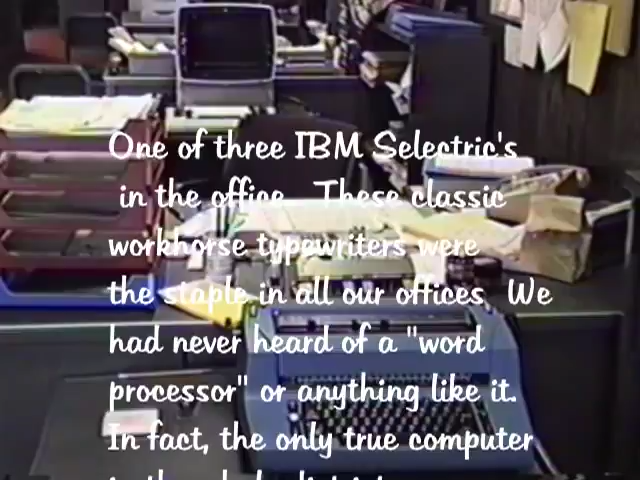 One of three IBM Selectric's
in the office. These classic
workhorse typewriters were
the staple in all our offices. We
had never heard of a "word
processor" or anything like it.
In fact, the only true computer